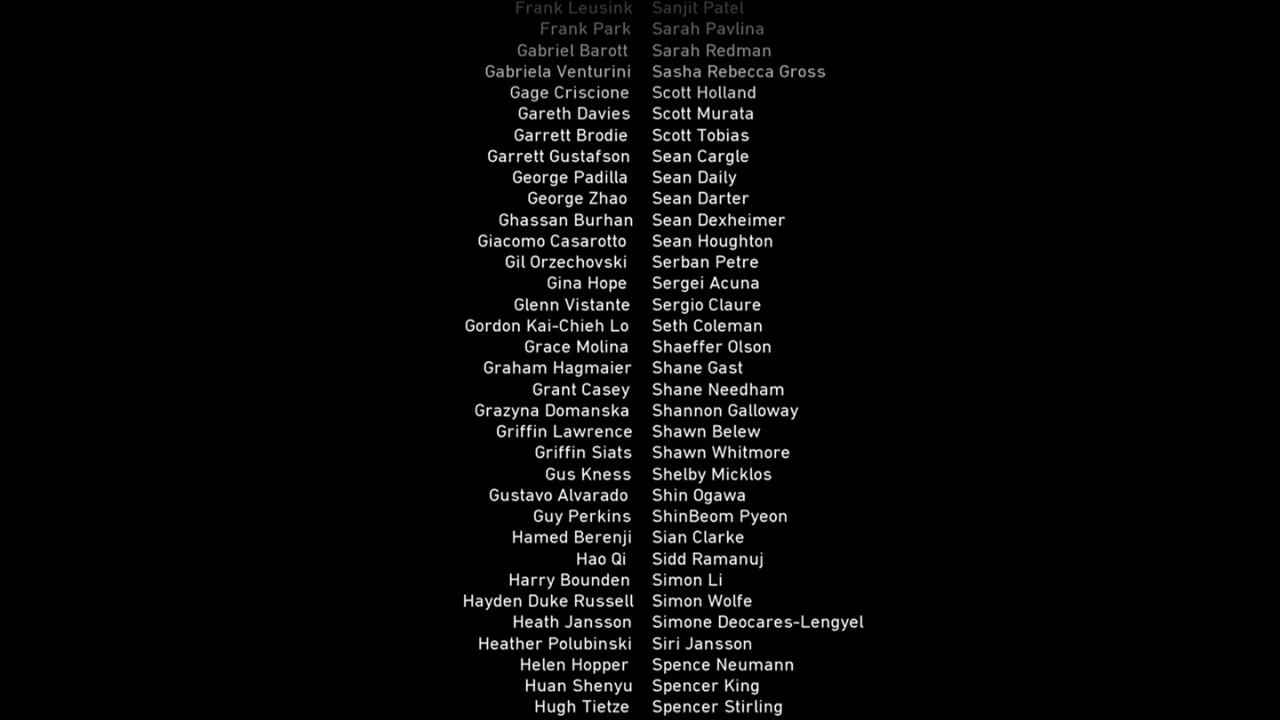 Frank Leusink Sanjit Patel
Frank Park Sarah Pavlina
Gabriel Barott Sarah Redman
Gabriela Venturini Sasha Rebecca Gross
Gage Criscione Scott Holland
Gareth Davies Scott Murata
Garrett Brodie Scott Tobias
Garrett Gustafson Sean Cargle
George Padilla Sean Daily
George Zhao Sean Darter
Ghassan Burhan Sean Dexheimer
Giacomo Casarotto Sean Houghton
Gil Orzechovski Serban Petre
Gina Hope Sergei Acuna
Glenn Vistante Sergio Claure
Gordon Kai-Chieh Lo Seth Coleman
Grace Molina Shaeffer Olson
Graham Hagmaier Shane Gast
Grant Casey Shane Needham
Grazyna Domanska Shannon Galloway
Griffin Lawrence Shawn Belew
Griffin Siats Shawn Whitmore
Gus Kness Shelby Micklos
Gustavo Alvarado Shin Ogawa
Guy Perkins ShinBeom Pyeon
Hamed Berenji Sian Clarke
Hao Qi Sidd Ramanuj
Harry Bounden Simon Li
Hayden Duke Russell Simon Wolfe
Heath Jansson Simone Deocares-Lengyel
Heather Polubinski Siri Jansson
Helen Hopper Spence Neumann
Huan Shenyu Spencer King
Hugh Tietze Spencer Stirling